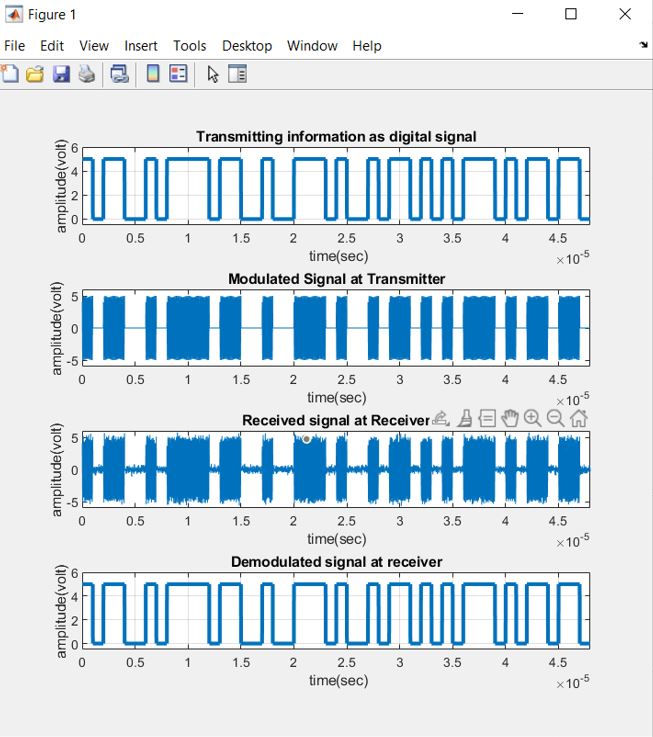 Figure 1
File Edit View Insert Tools Desktop Window Help
Transmitting information as digital signal
amplitude(volt)
6
4
2
0
0 0.5 1 1.5 2 2.5 3 3.5 4 4.5
time(sec)
×10-5
Modulated Signal at Transmitter
amplitude(volt)
5
0
-5
0 0.5 1 1.5 2 2.5 3 3.5 4 4.5
time(sec)
×10-5
Received signal at Receiver
amplitude(volt)
5
0
-5
0 0.5 1 1.5 2 2.5 3 3.5 4 4.5
time(sec)
×10-5
Demodulated signal at receiver
amplitude(volt)
6
4
2
0
0 0.5 1 1.5 2 2.5 3 3.5 4 4.5
time(sec)
×10-5